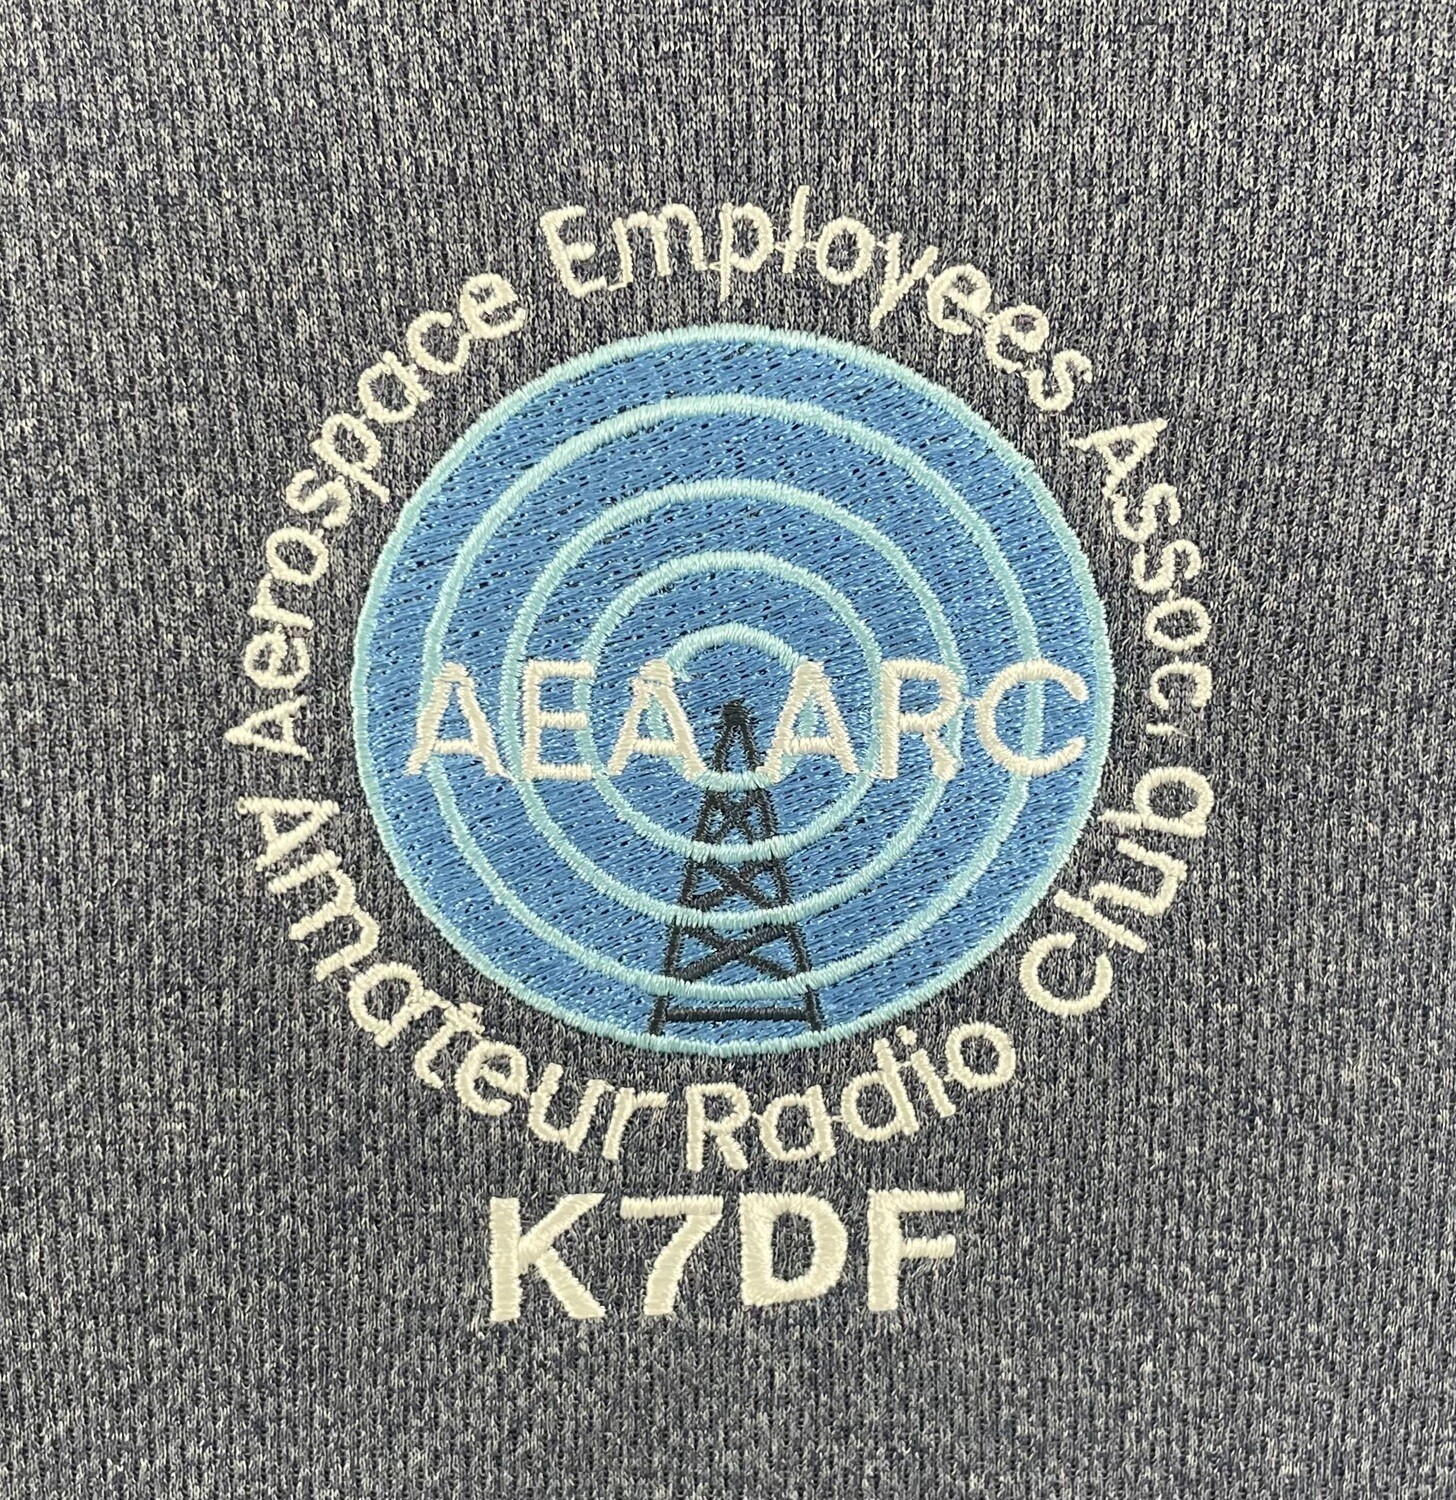 Aerospace Employees Assoc.
AEA ARC
Amateur Radio Club
K7DF